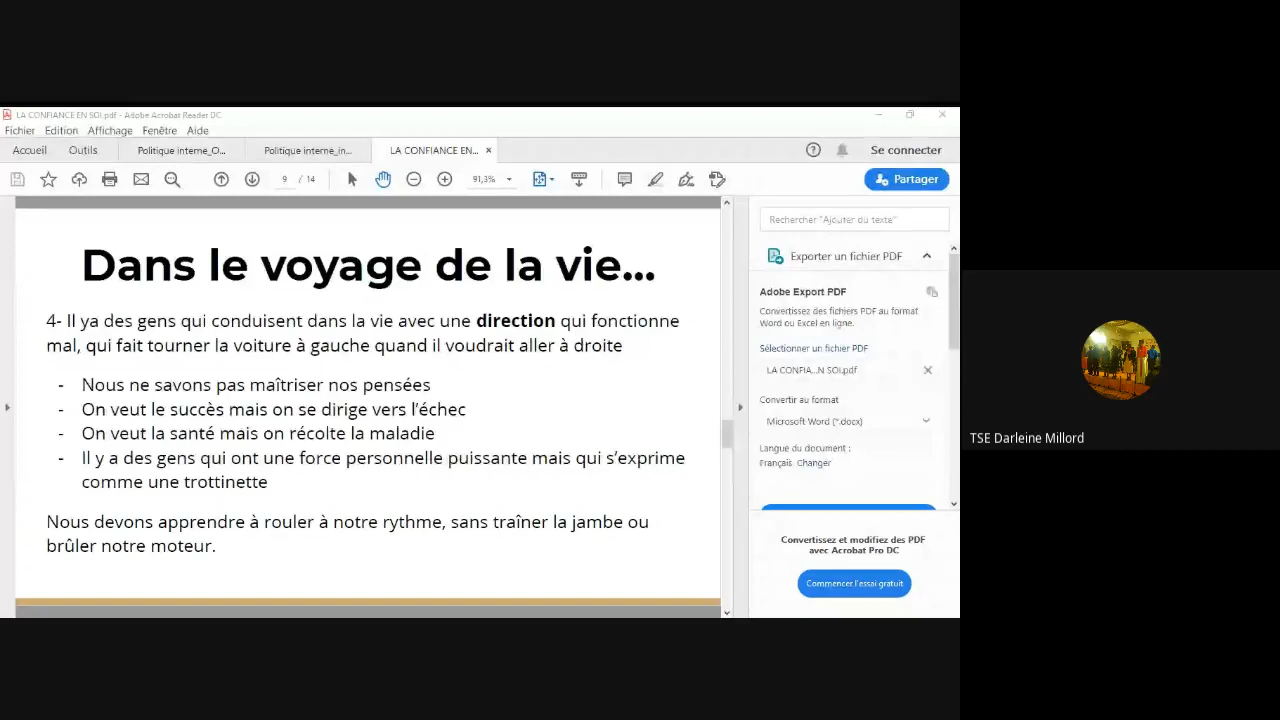 LA CONFIANCE EN SOI.pdf - Adobe Acrobat Reader DC
Fichier Edition Affichage Fenêtre Aide
Accueil Outils Politique interne_O... Politique interne_in... LA CONFIANCE EN... × Se connecter
9 / 14 91,3% Partager
Dans le voyage de la vie...
4- Il ya des gens qui conduisent dans la vie avec une direction qui fonctionne
mal, qui fait tourner la voiture à gauche quand il voudrait aller à droite
- Nous ne savons pas maîtriser nos pensées
- On veut le succès mais on se dirige vers l'échec
- On veut la santé mais on récolte la maladie
- Il y a des gens qui ont une force personnelle puissante mais qui s'exprime
comme une trottinette
Nous devons apprendre à rouler à notre rythme, sans traîner la jambe ou
brûler notre moteur.
Rechercher "Ajouter du texte"
Exporter un fichier PDF
Adobe Export PDF
Convertissez des fichiers PDF au format
Word ou Excel en ligne.
Sélectionner un fichier PDF
LA CONFIA...N SOI.pdf
Convertir au format
Microsoft Word (*.docx)
Langue du document :
Français Changer
Convertissez et modifiez des PDF
avec Acrobat Pro DC
Commencer l'essai gratuit
TSE Darleine Millord